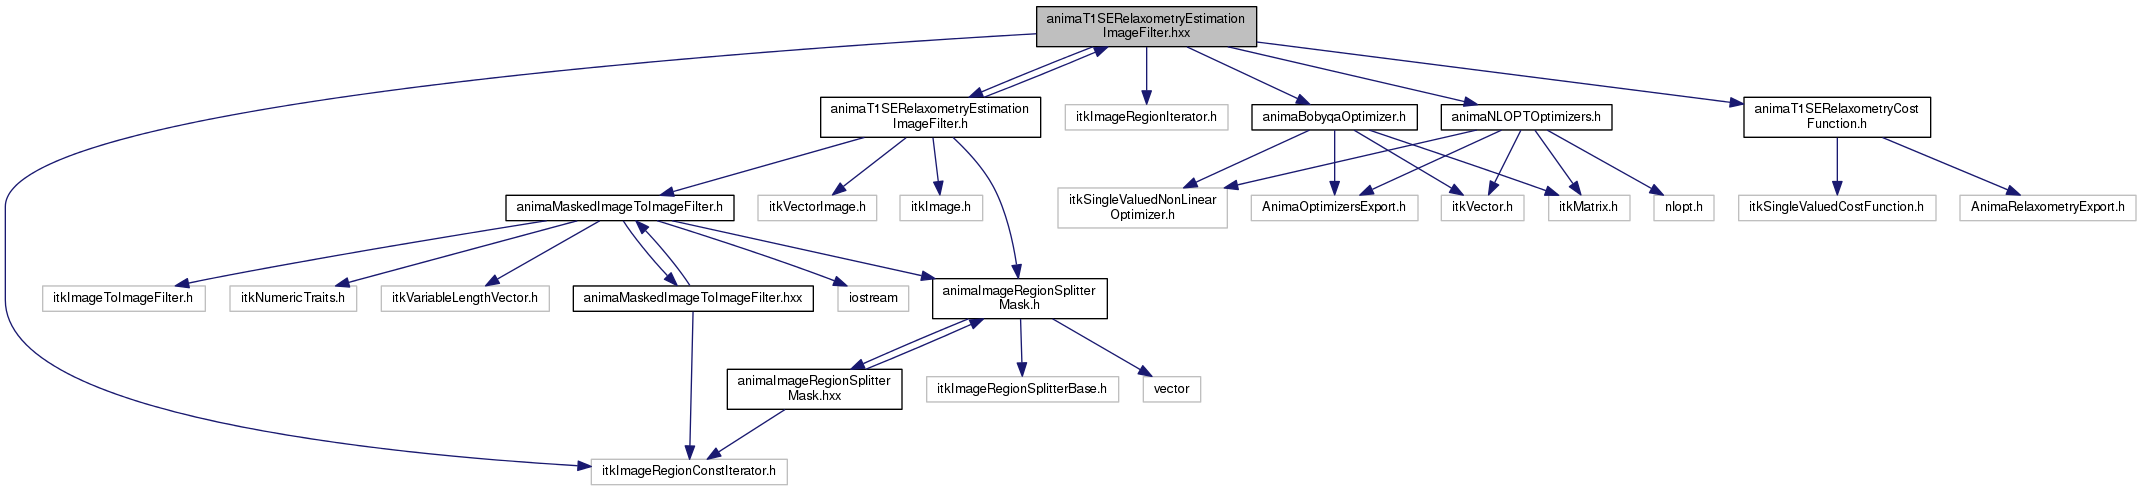 animaT1SERelaxometryEstimation
ImageFilter.hxx
animaT1SERelaxometryEstimation
ImageFilter.h
itkImageRegionIterator.h
animaBobyqaOptimizer.h
animaNLOPTOptimizers.h
animaT1SERelaxometryCost
Function.h
animaMaskedImageToImageFilter.h
itkVectorImage.h
itkImage.h
itkSingleValuedNonLinear
Optimizer.h
AnimaOptimizersExport.h
itkVector.h
itkMatrix.h
nlopt.h
itkSingleValuedCostFunction.h
AnimaRelaxometryExport.h
itkImageToImageFilter.h
itkNumericTraits.h
itkVariableLengthVector.h
animaMaskedImageToImageFilter.hxx
iostream
animaImageRegionSplitter
Mask.h
animaImageRegionSplitter
Mask.hxx
itkImageRegionSplitterBase.h
vector
itkImageRegionConstIterator.h